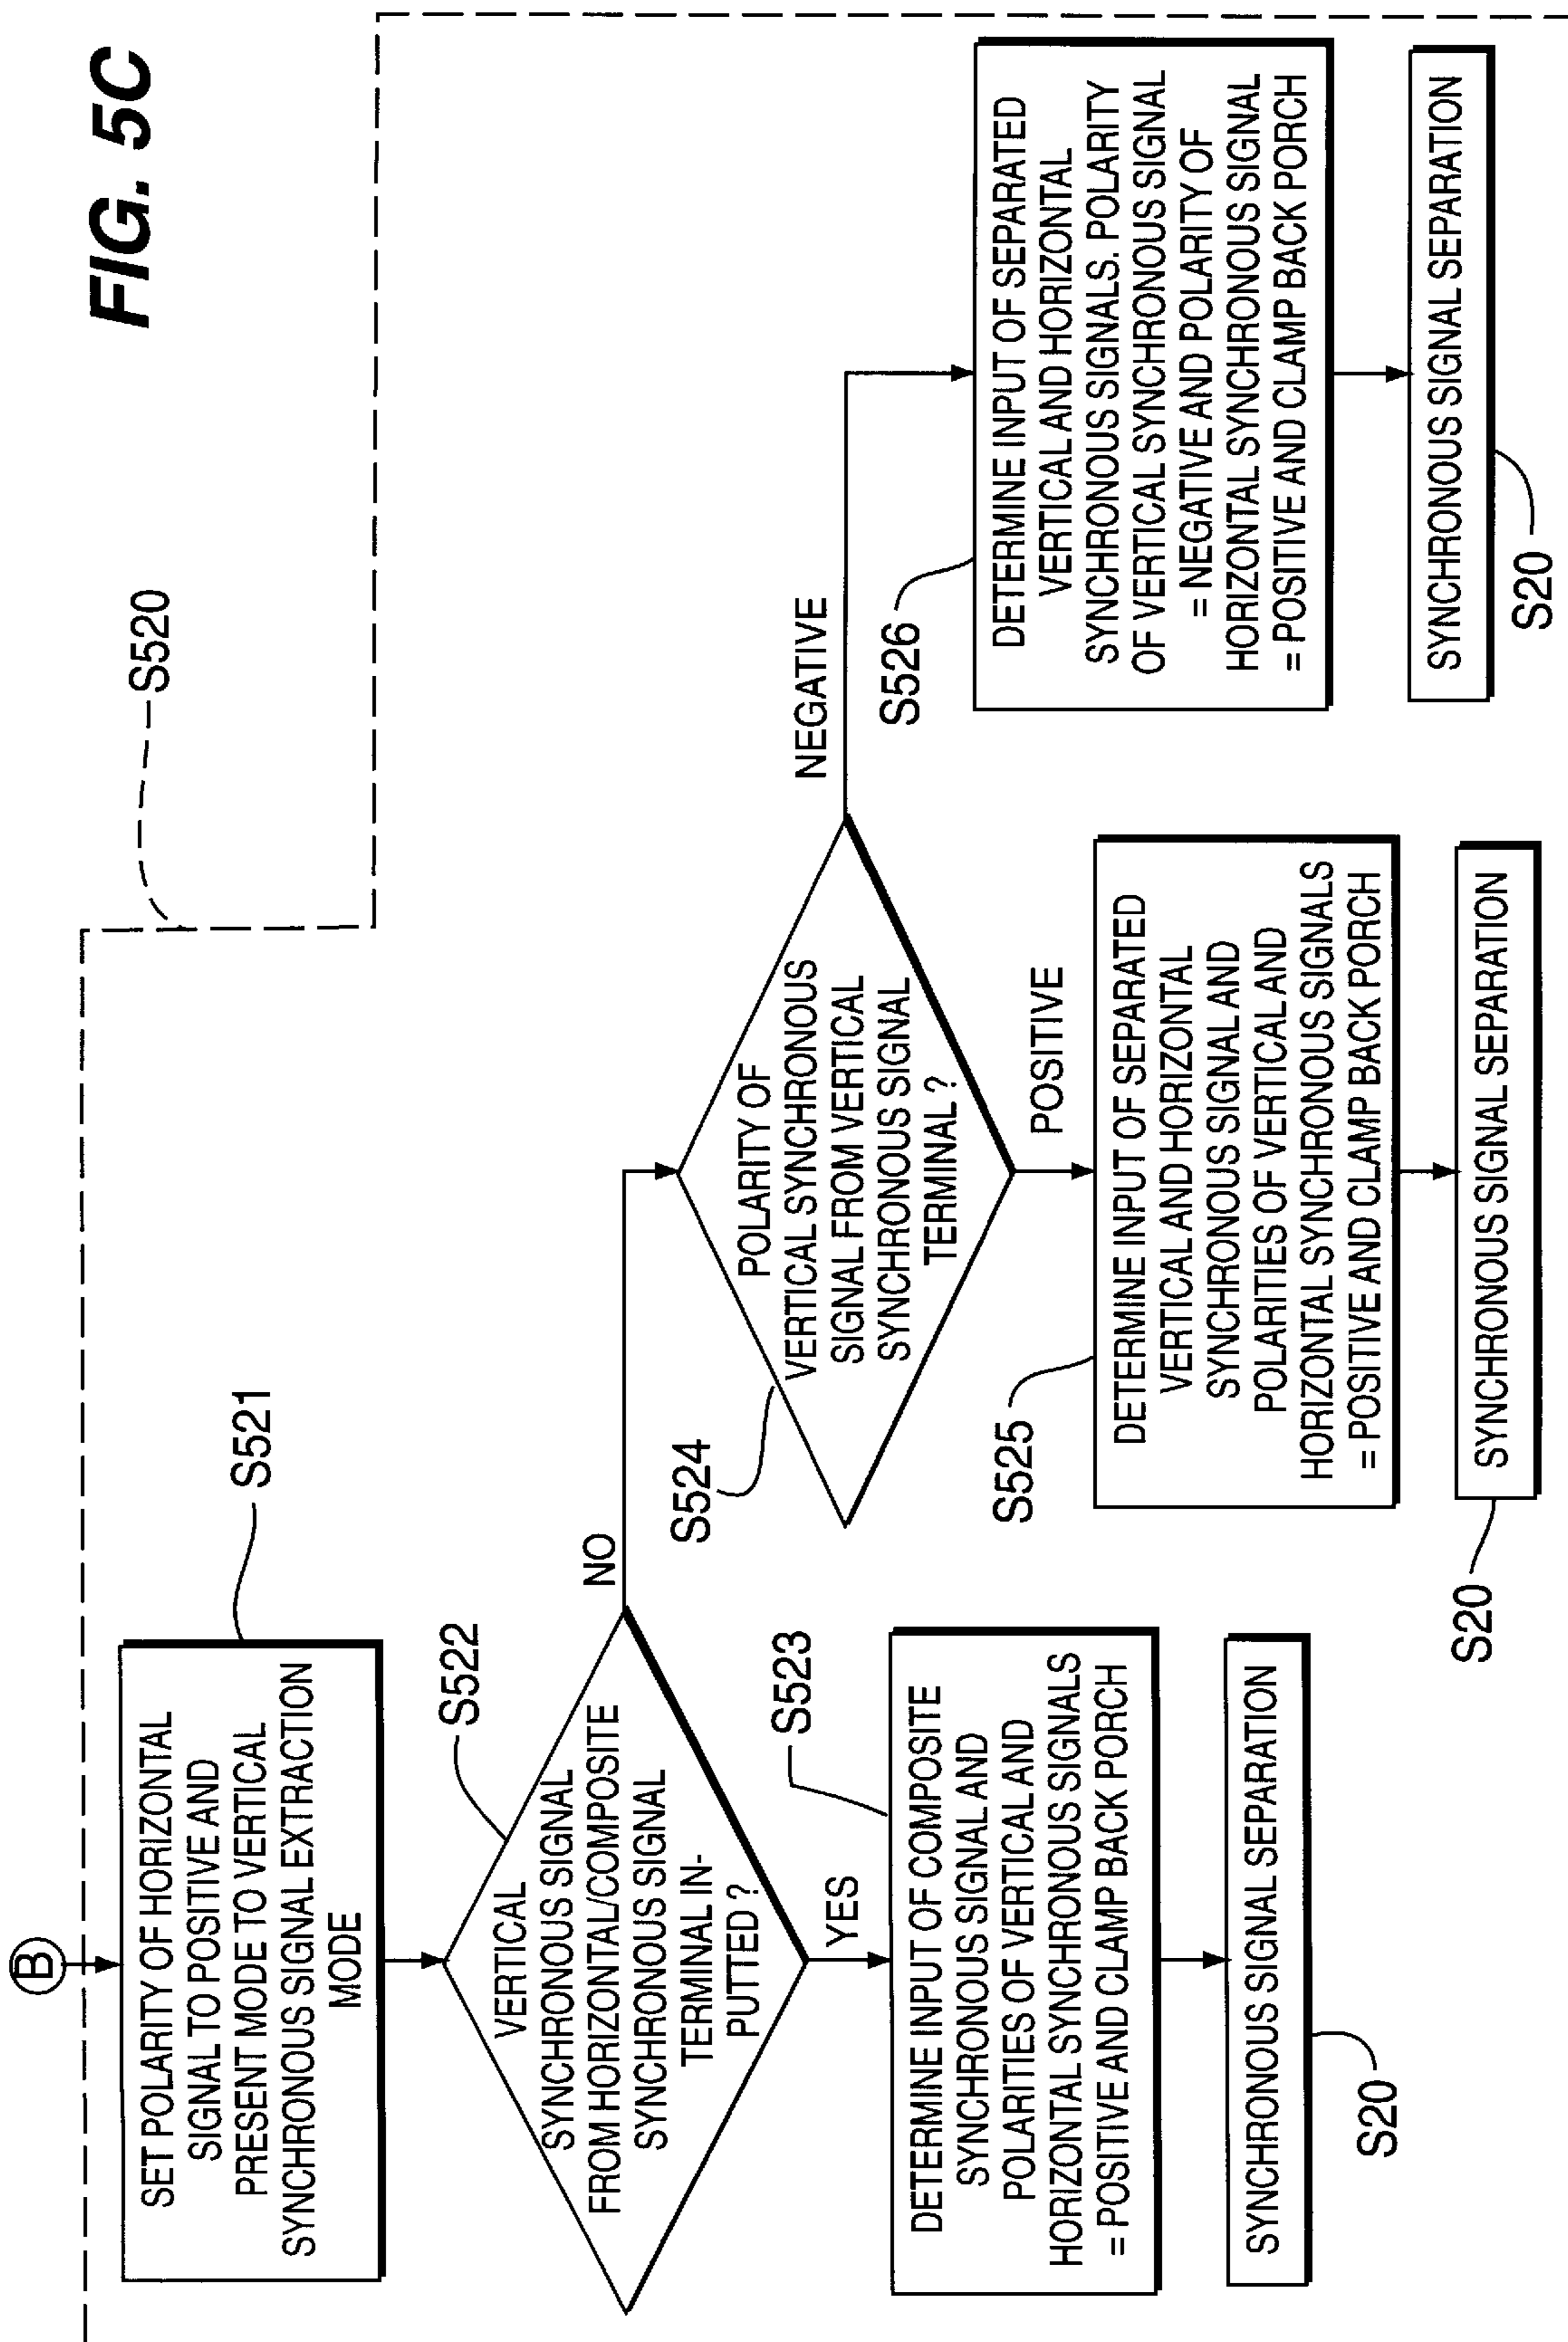 FIG. 5C
S520
B
SET POLARITY OF HORIZONTAL
SIGNAL TO POSITIVE AND
PRESENT MODE TO VERTICAL
SYNCHRONOUS SIGNAL EXTRACTION
MODE
S521
VERTICAL
SYNCHRONOUS SIGNAL
FROM HORIZONTAL/COMPOSITE
SYNCHRONOUS SIGNAL
TERMINAL IN-
PUTTED ?
S522
NO
YES
DETERMINE INPUT OF COMPOSITE
SYNCHRONOUS SIGNAL AND
POLARITIES OF VERTICAL AND
HORIZONTAL SYNCHRONOUS SIGNALS
= POSITIVE AND CLAMP BACK PORCH
S523
SYNCHRONOUS SIGNAL SEPARATION
S20
S524
POLARITY OF
VERTICAL SYNCHRONOUS
SIGNAL FROM VERTICAL
SYNCHRONOUS SIGNAL
TERMINAL ?
NEGATIVE
POSITIVE
S525
DETERMINE INPUT OF SEPARATED
VERTICAL AND HORIZONTAL
SYNCHRONOUS SIGNAL AND
POLARITIES OF VERTICAL AND
HORIZONTAL SYNCHRONOUS SIGNALS
= POSITIVE AND CLAMP BACK PORCH
SYNCHRONOUS SIGNAL SEPARATION
S20
S526
DETERMINE INPUT OF SEPARATED
VERTICAL AND HORIZONTAL
SYNCHRONOUS SIGNALS. POLARITY
OF VERTICAL SYNCHRONOUS SIGNAL
= NEGATIVE AND POLARITY OF
HORIZONTAL SYNCHRONOUS SIGNAL
= POSITIVE AND CLAMP BACK PORCH
SYNCHRONOUS SIGNAL SEPARATION
S20